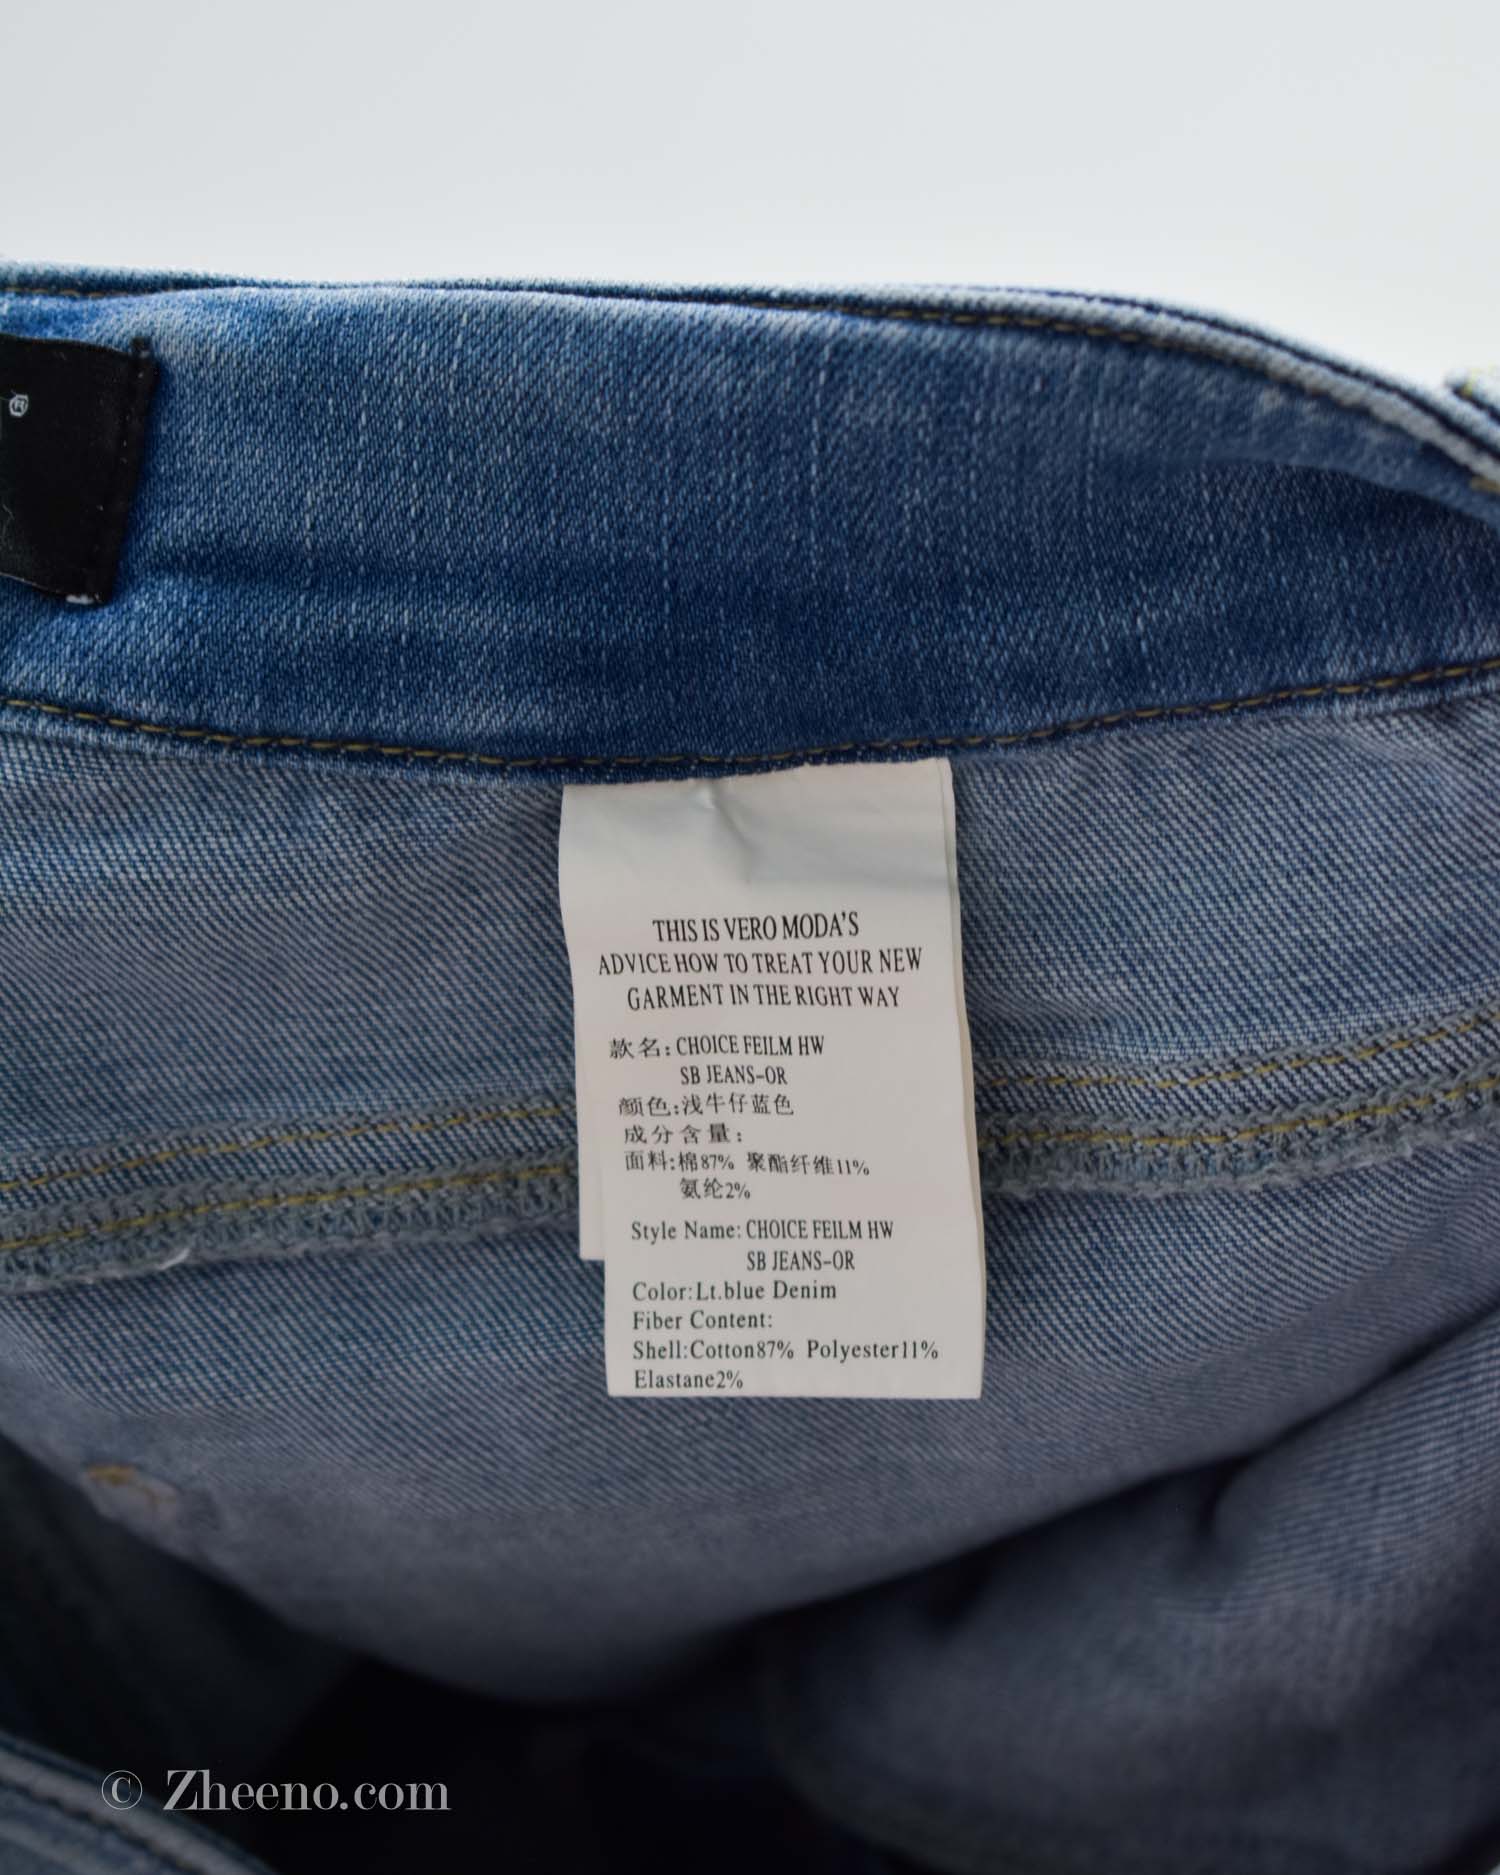 ®
THIS IS VERO MODA'S
ADVICE HOW TO TREAT YOUR NEW
GARMENT IN THE RIGHT WAY
款名:CHOICE FEILM HW
SB JEANS-OR
颜色:浅牛仔蓝色
成分含量:
面料:棉87% 聚酯纤维11%
氨纶2%
Style Name: CHOICE FEILM HW
SB JEANS-OR
Color:Lt.blue Denim
Fiber Content:
Shell:Cotton87% Polyester11%
Elastane2%
© Zheeno.com